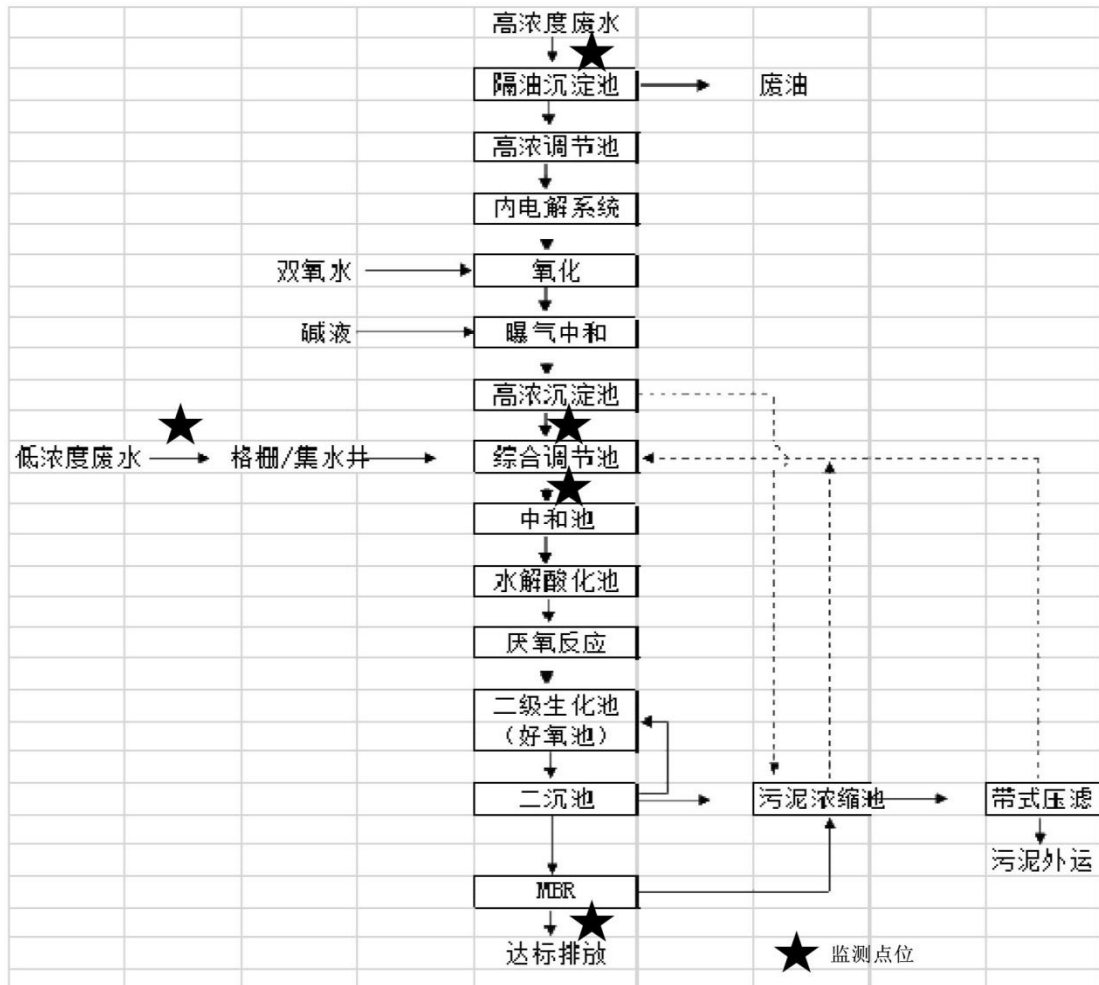 高浓度废水
隔油沉淀池
废油
高浓调节池
内电解系统
双氧水
氧化
碱液
曝气中和
高浓沉淀池
低浓度废水
格栅/集水井
综合调节池
中和池
水解酸化池
厌氧反应
二级生化池
（好氧池）
二沉池
污泥浓缩池
带式压滤
污泥外运
MBR
达标排放
监测点位